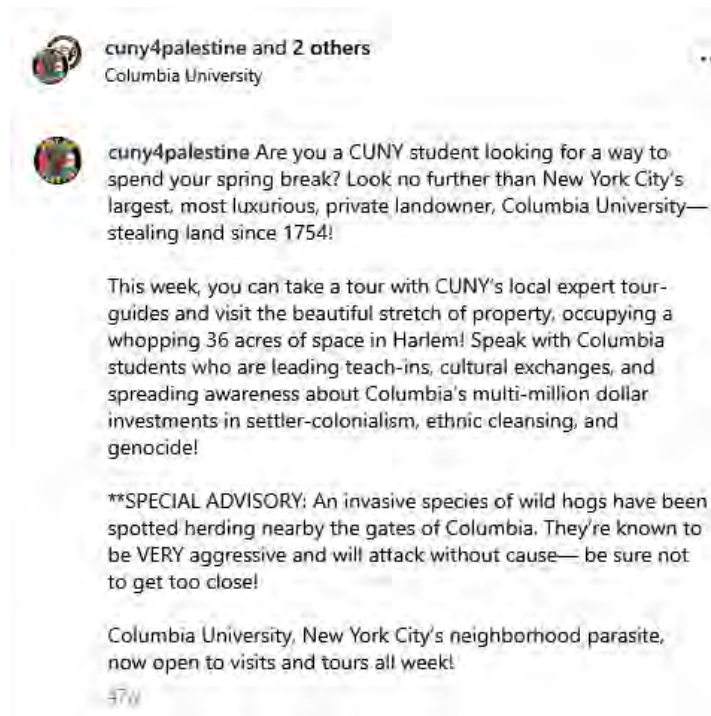 cuny4palestine and 2 others
Columbia University
cuny4palestine Are you a CUNY student looking for a way to
spend your spring break? Look no further than New York City's
largest, most luxurious, private landowner, Columbia University—
stealing land since 1754!
This week, you can take a tour with CUNY's local expert tour-
guides and visit the beautiful stretch of property, occupying a
whopping 36 acres of space in Harlem! Speak with Columbia
students who are leading teach-ins, cultural exchanges, and
spreading awareness about Columbia's multi-million dollar
investments in settler-colonialism, ethnic cleansing, and
genocide!
**SPECIAL ADVISORY: An invasive species of wild hogs have been
spotted herding nearby the gates of Columbia. They're known to
be VERY aggressive and will attack without cause— be sure not
to get too close!
Columbia University, New York City's neighborhood parasite,
now open to visits and tours all week!
47w